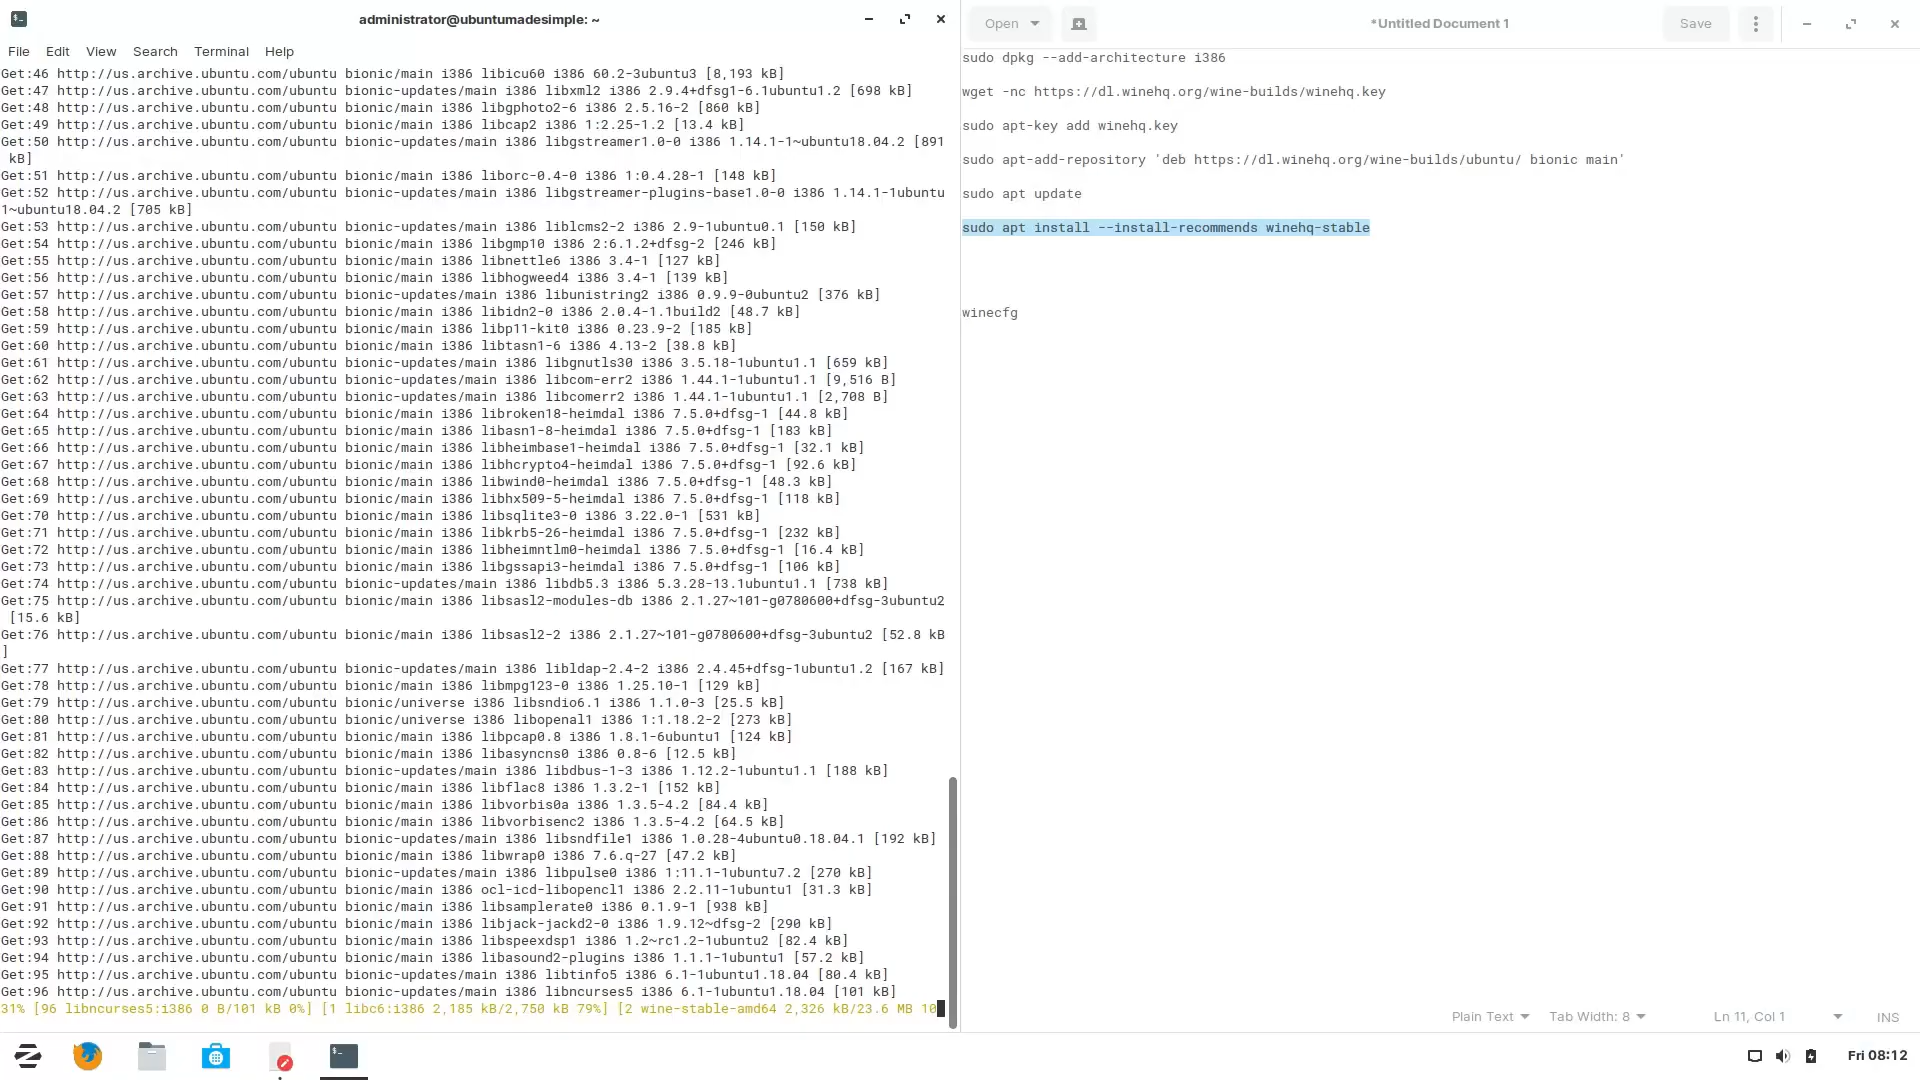 administrator@ubuntumadesimple: ~
File Edit View Search Terminal Help
Get:46 http://us.archive.ubuntu.com/ubuntu bionic/main i386 libicu60 i386 60.2-3ubuntu3 [8,193 kB]
Get:47 http://us.archive.ubuntu.com/ubuntu bionic-updates/main i386 libxml2 i386 2.9.4+dfsg1-6.1ubuntu1.2 [698 kB]
Get:48 http://us.archive.ubuntu.com/ubuntu bionic/main i386 libgphoto2-6 i386 2.5.16-2 [860 kB]
Get:49 http://us.archive.ubuntu.com/ubuntu bionic/main i386 libcap2 i386 1:2.25-1.2 [13.4 kB]
Get:50 http://us.archive.ubuntu.com/ubuntu bionic-updates/main i386 libgstreamer1.0-0 i386 1.14.1-1~ubuntu18.04.2 [891
 kB]
Get:51 http://us.archive.ubuntu.com/ubuntu bionic/main i386 liborc-0.4-0 i386 1:0.4.28-1 [148 kB]
Get:52 http://us.archive.ubuntu.com/ubuntu bionic-updates/main i386 libgstreamer-plugins-base1.0-0 i386 1.14.1-1ubuntu
1~ubuntu18.04.2 [705 kB]
Get:53 http://us.archive.ubuntu.com/ubuntu bionic-updates/main i386 liblcms2-2 i386 2.9-1ubuntu0.1 [150 kB]
Get:54 http://us.archive.ubuntu.com/ubuntu bionic/main i386 libgmp10 i386 2:6.1.2+dfsg-2 [246 kB]
Get:55 http://us.archive.ubuntu.com/ubuntu bionic/main i386 libnettle6 i386 3.4-1 [127 kB]
Get:56 http://us.archive.ubuntu.com/ubuntu bionic/main i386 libhogweed4 i386 3.4-1 [139 kB]
Get:57 http://us.archive.ubuntu.com/ubuntu bionic-updates/main i386 libunistring2 i386 0.9.9-0ubuntu2 [376 kB]
Get:58 http://us.archive.ubuntu.com/ubuntu bionic/main i386 libidn2-0 i386 2.0.4-1.1build2 [48.7 kB]
Get:59 http://us.archive.ubuntu.com/ubuntu bionic/main i386 libp11-kit0 i386 0.23.9-2 [185 kB]
Get:60 http://us.archive.ubuntu.com/ubuntu bionic/main i386 libtasn1-6 i386 4.13-2 [38.8 kB]
Get:61 http://us.archive.ubuntu.com/ubuntu bionic-updates/main i386 libgnutls30 i386 3.5.18-1ubuntu1.1 [659 kB]
Get:62 http://us.archive.ubuntu.com/ubuntu bionic-updates/main i386 libcom-err2 i386 1.44.1-1ubuntu1.1 [9,516 B]
Get:63 http://us.archive.ubuntu.com/ubuntu bionic-updates/main i386 libcomerr2 i386 1.44.1-1ubuntu1.1 [2,708 B]
Get:64 http://us.archive.ubuntu.com/ubuntu bionic/main i386 libroken18-heimdal i386 7.5.0+dfsg-1 [44.8 kB]
Get:65 http://us.archive.ubuntu.com/ubuntu bionic/main i386 libasn1-8-heimdal i386 7.5.0+dfsg-1 [183 kB]
Get:66 http://us.archive.ubuntu.com/ubuntu bionic/main i386 libheimbase1-heimdal i386 7.5.0+dfsg-1 [32.1 kB]
Get:67 http://us.archive.ubuntu.com/ubuntu bionic/main i386 libhcrypto4-heimdal i386 7.5.0+dfsg-1 [92.6 kB]
Get:68 http://us.archive.ubuntu.com/ubuntu bionic/main i386 libwind0-heimdal i386 7.5.0+dfsg-1 [48.3 kB]
Get:69 http://us.archive.ubuntu.com/ubuntu bionic/main i386 libhx509-5-heimdal i386 7.5.0+dfsg-1 [118 kB]
Get:70 http://us.archive.ubuntu.com/ubuntu bionic/main i386 libsqlite3-0 i386 3.22.0-1 [531 kB]
Get:71 http://us.archive.ubuntu.com/ubuntu bionic/main i386 libkrb5-26-heimdal i386 7.5.0+dfsg-1 [232 kB]
Get:72 http://us.archive.ubuntu.com/ubuntu bionic/main i386 libheimntlm0-heimdal i386 7.5.0+dfsg-1 [16.4 kB]
Get:73 http://us.archive.ubuntu.com/ubuntu bionic/main i386 libgssapi3-heimdal i386 7.5.0+dfsg-1 [106 kB]
Get:74 http://us.archive.ubuntu.com/ubuntu bionic-updates/main i386 libdb5.3 i386 5.3.28-13.1ubuntu1.1 [738 kB]
Get:75 http://us.archive.ubuntu.com/ubuntu bionic/main i386 libsasl2-modules-db i386 2.1.27~101-g0780600+dfsg-3ubuntu2
 [15.6 kB]
Get:76 http://us.archive.ubuntu.com/ubuntu bionic/main i386 libsasl2-2 i386 2.1.27~101-g0780600+dfsg-3ubuntu2 [52.8 kB
]
Get:77 http://us.archive.ubuntu.com/ubuntu bionic-updates/main i386 libldap-2.4-2 i386 2.4.45+dfsg-1ubuntu1.2 [167 kB]
Get:78 http://us.archive.ubuntu.com/ubuntu bionic/main i386 libmpg123-0 i386 1.25.10-1 [129 kB]
Get:79 http://us.archive.ubuntu.com/ubuntu bionic/universe i386 libsndio6.1 i386 1.1.0-3 [25.5 kB]
Get:80 http://us.archive.ubuntu.com/ubuntu bionic/universe i386 libopenal1 i386 1:1.18.2-2 [273 kB]
Get:81 http://us.archive.ubuntu.com/ubuntu bionic/main i386 libpcap0.8 i386 1.8.1-6ubuntu1 [124 kB]
Get:82 http://us.archive.ubuntu.com/ubuntu bionic/main i386 libasyncns0 i386 0.8-6 [12.5 kB]
Get:83 http://us.archive.ubuntu.com/ubuntu bionic-updates/main i386 libdbus-1-3 i386 1.12.2-1ubuntu1.1 [188 kB]
Get:84 http://us.archive.ubuntu.com/ubuntu bionic/main i386 libflac8 i386 1.3.2-1 [152 kB]
Get:85 http://us.archive.ubuntu.com/ubuntu bionic/main i386 libvorbis0a i386 1.3.5-4.2 [84.4 kB]
Get:86 http://us.archive.ubuntu.com/ubuntu bionic/main i386 libvorbisenc2 i386 1.3.5-4.2 [64.5 kB]
Get:87 http://us.archive.ubuntu.com/ubuntu bionic-updates/main i386 libsndfile1 i386 1.0.28-4ubuntu0.18.04.1 [192 kB]
Get:88 http://us.archive.ubuntu.com/ubuntu bionic/main i386 libwrap0 i386 7.6.q-27 [47.2 kB]
Get:89 http://us.archive.ubuntu.com/ubuntu bionic-updates/main i386 libpulse0 i386 1:11.1-1ubuntu7.2 [270 kB]
Get:90 http://us.archive.ubuntu.com/ubuntu bionic/main i386 ocl-icd-libopencl1 i386 2.2.11-1ubuntu1 [31.3 kB]
Get:91 http://us.archive.ubuntu.com/ubuntu bionic/main i386 libsamplerate0 i386 0.1.9-1 [938 kB]
Get:92 http://us.archive.ubuntu.com/ubuntu bionic/main i386 libjack-jackd2-0 i386 1.9.12~dfsg-2 [290 kB]
Get:93 http://us.archive.ubuntu.com/ubuntu bionic/main i386 libspeexdsp1 i386 1.2~rc1.2-1ubuntu2 [82.4 kB]
Get:94 http://us.archive.ubuntu.com/ubuntu bionic/main i386 libasound2-plugins i386 1.1.1-1ubuntu1 [57.2 kB]
Get:95 http://us.archive.ubuntu.com/ubuntu bionic-updates/main i386 libtinfo5 i386 6.1-1ubuntu1.18.04 [80.4 kB]
Get:96 http://us.archive.ubuntu.com/ubuntu bionic-updates/main i386 libncurses5 i386 6.1-1ubuntu1.18.04 [101 kB]
31% [96 libncurses5:i386 0 B/101 kB 0%] [1 libc6:i386 2,185 kB/2,750 kB 79%] [2 wine-stable-amd64 2,326 kB/23.6 MB 10
Open *Untitled Document 1 Save
sudo dpkg --add-architecture i386
wget -nc https://dl.winehq.org/wine-builds/winehq.key
sudo apt-key add winehq.key
sudo apt-add-repository 'deb https://dl.winehq.org/wine-builds/ubuntu/ bionic main'
sudo apt update
sudo apt install --install-recommends winehq-stable
winecfg
Plain Text Tab Width: 8 Ln 11, Col 1 INS
Fri 08:12